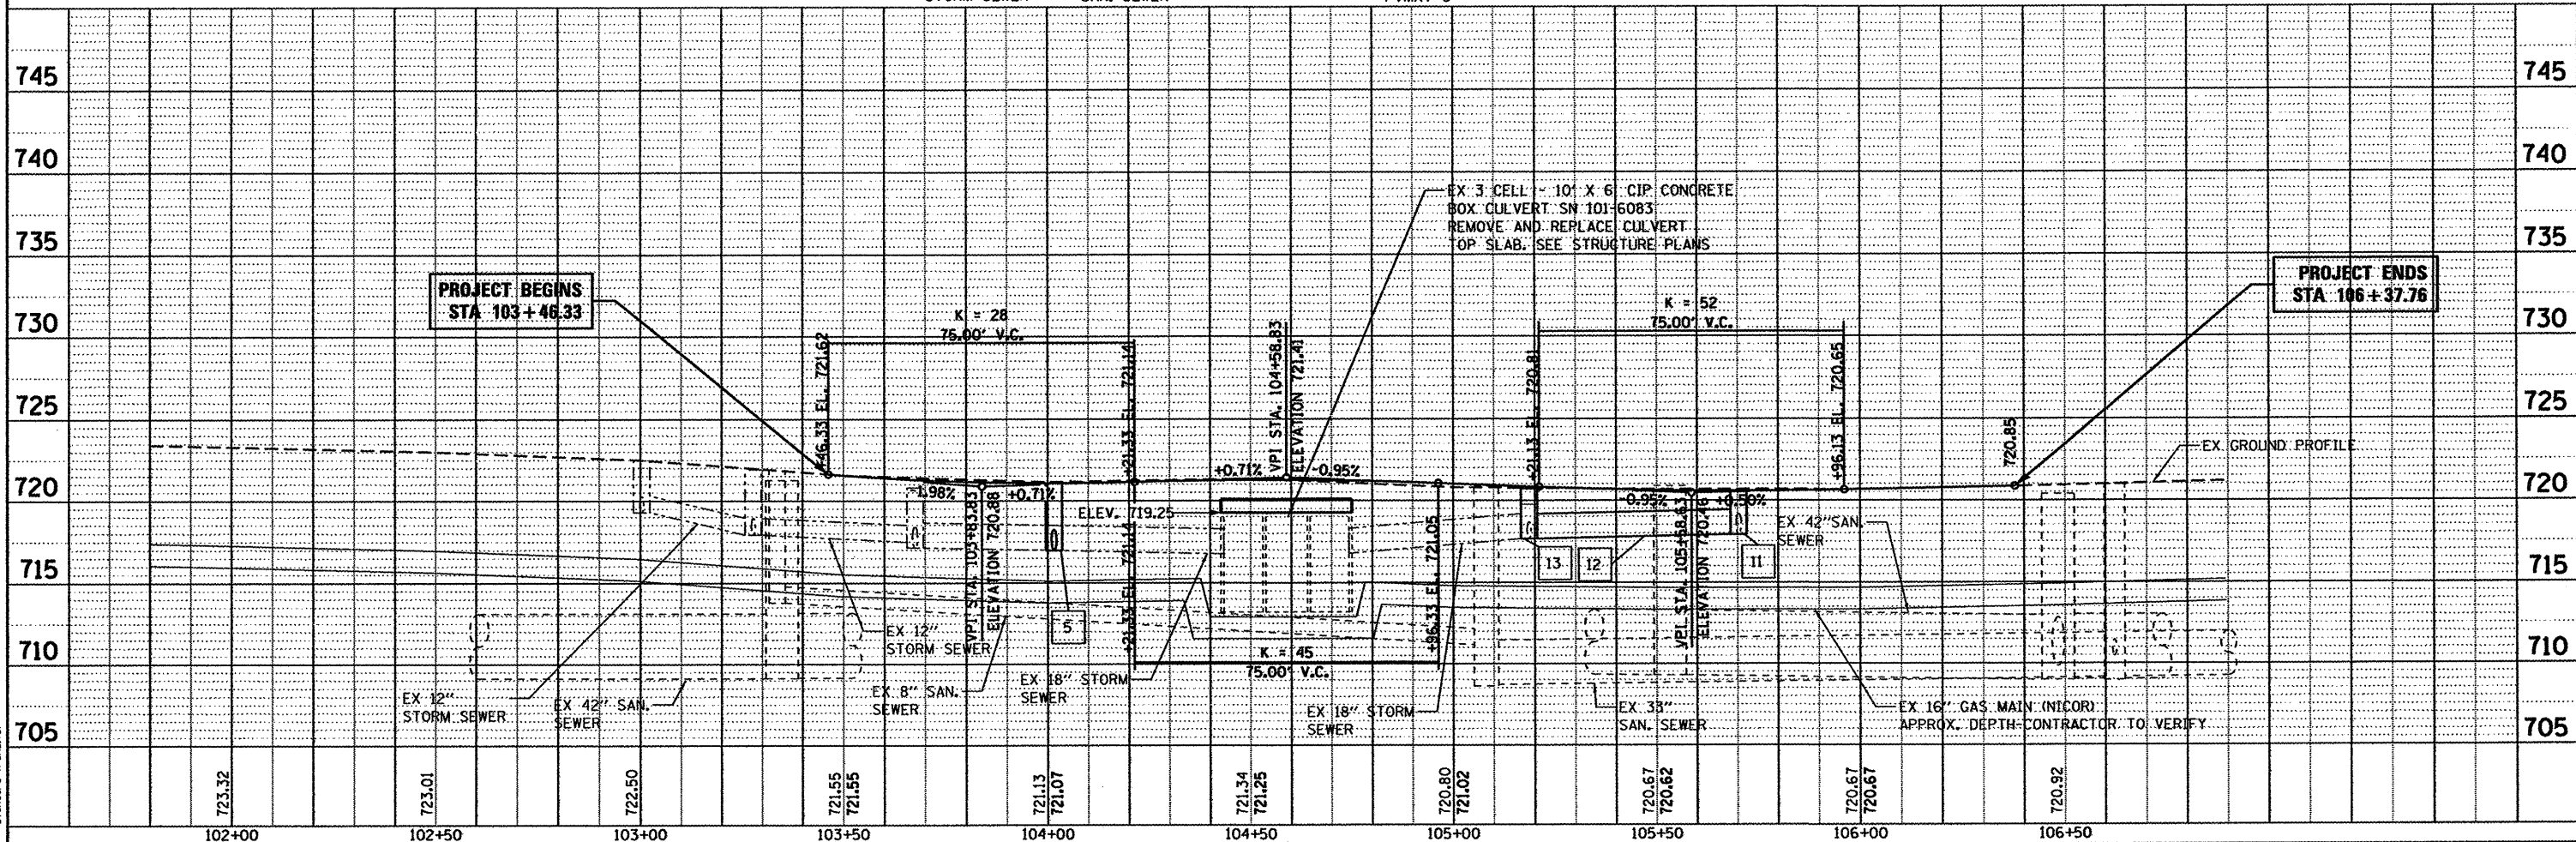 745
745
740
740
735
735
730
730
725
725
720
720
715
715
710
710
705
705
PROJECT BEGINS
STA 103+46.33
PROJECT ENDS
STA 106+37.76
EX 3 CELL - 10' X 6' CIP CONCRETE
BOX CULVERT SN 101-6083
REMOVE AND REPLACE CULVERT
TOP SLAB. SEE STRUCTURE PLANS
K = 28
75.00' V.C.
+46.33 EL. 721.62
+21.33 EL. 721.14
VPI STA. 104+58.83
ELEVATION 721.41
K = 52
75.00' V.C.
+21.13 EL. 720.81
+96.13 EL. 720.65
720.85
EX GROUND PROFILE
-1.98%
+0.71%
+0.71%
-0.95%
-0.95%
+0.50%
ELEV. 719.25
VPI STA. 103+83.83
ELEVATION 720.88
+21.33 EL. 721.14
+96.33 EL. 721.05
VPI STA. 105+58.63
ELEVATION 720.46
K = 45
75.00' V.C.
5
13
12
11
EX 42" SAN.
SEWER
EX 12"
STORM SEWER
EX 12"
STORM SEWER
EX 42" SAN.
SEWER
EX 8" SAN.
SEWER
EX 18" STORM
SEWER
EX 18" STORM
SEWER
EX 33"
SAN. SEWER
EX 16" GAS MAIN (NICOR)
APPROX. DEPTH-CONTRACTOR TO VERIFY
723.32
723.01
722.50
721.55
721.55
721.13
721.07
721.34
721.25
720.80
721.02
720.67
720.62
720.67
720.67
720.92
102+00
102+50
103+00
103+50
104+00
104+50
105+00
105+50
106+00
106+50